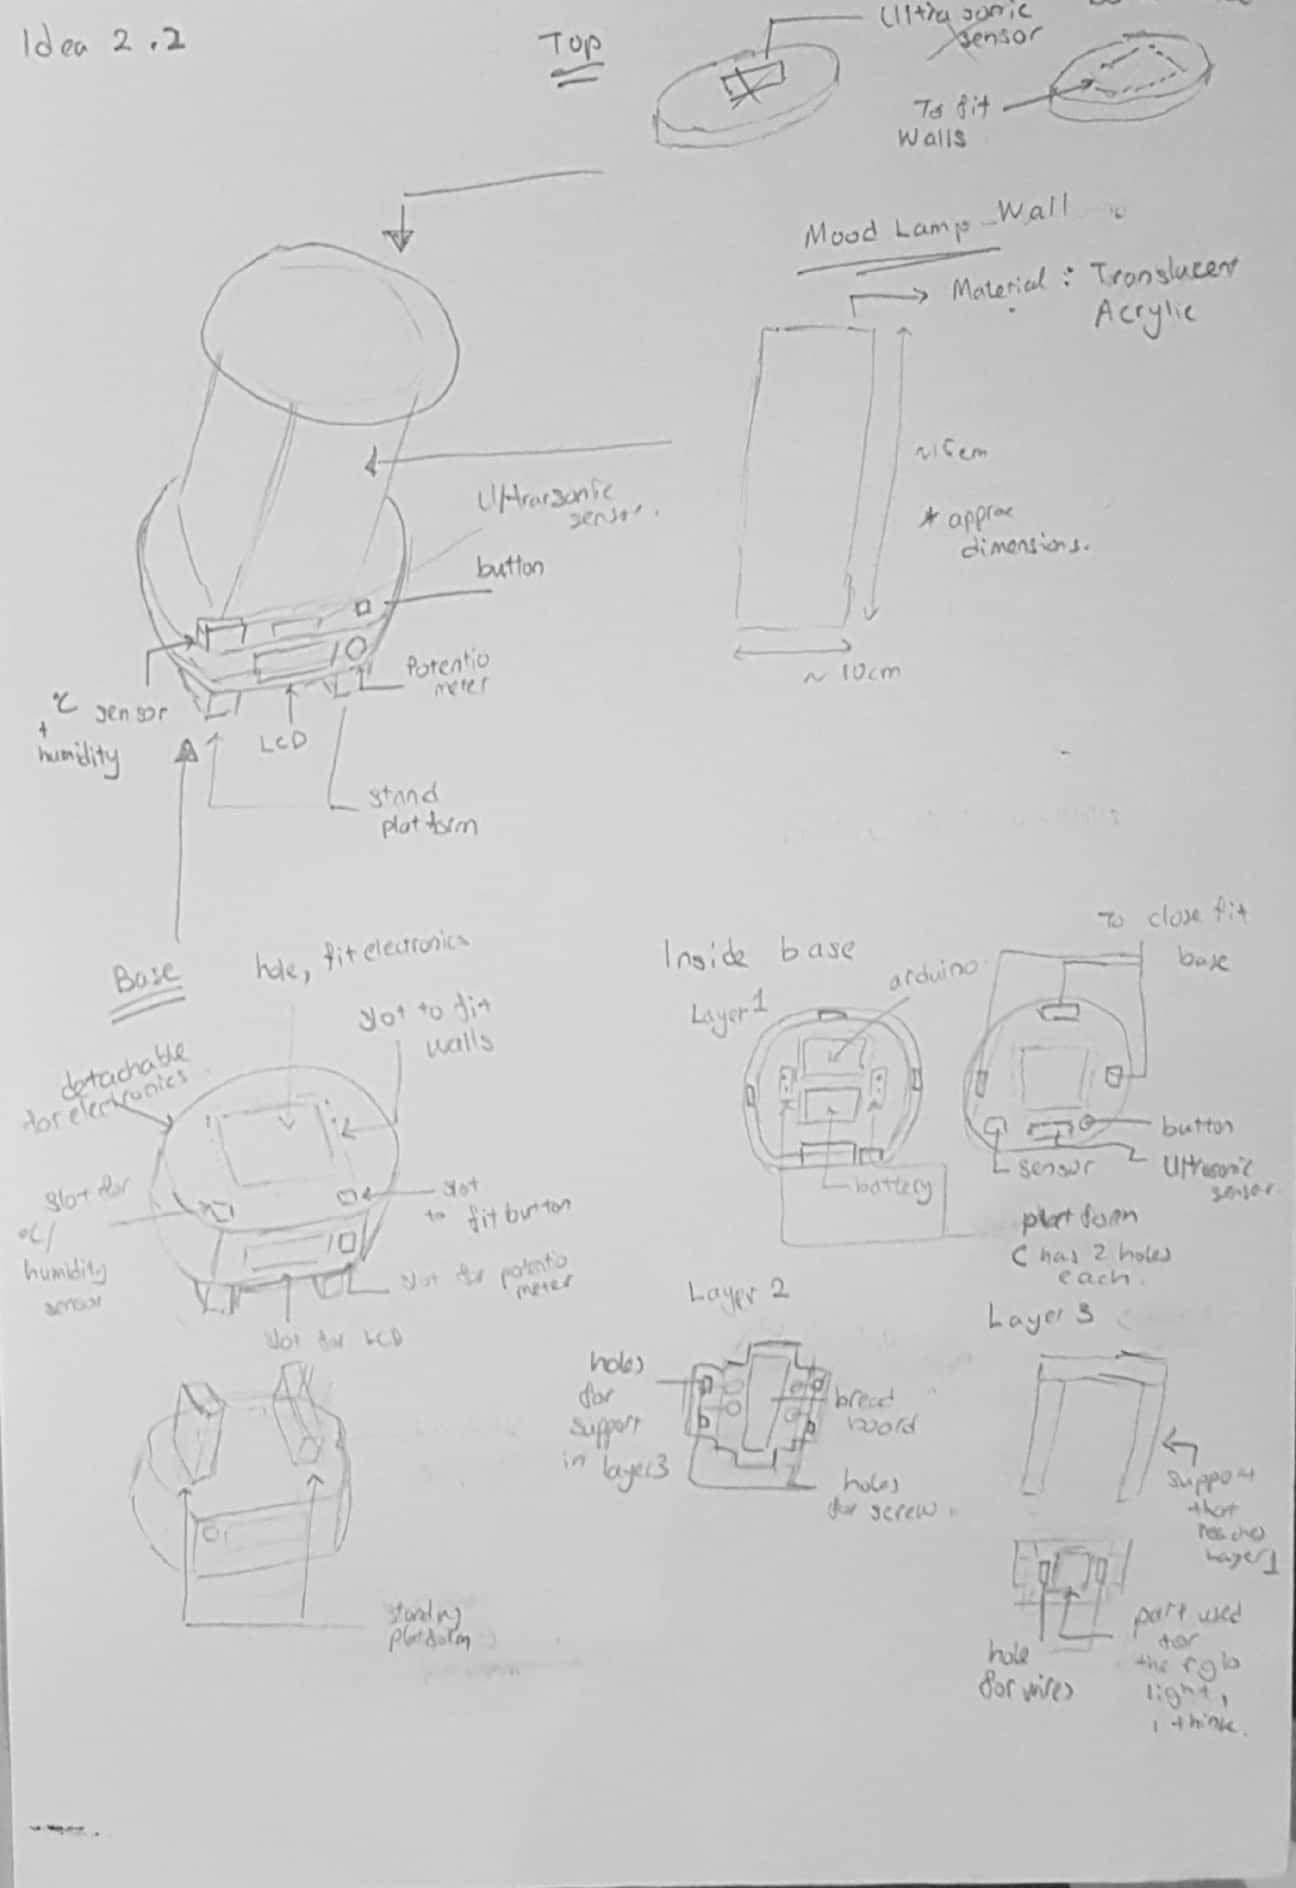 Idea 2.2
Top
Ultra sonic
sensor
To fit
Walls
Mood Lamp Wall
Material : Translucent
Acrylic
* approx
dimensions.
~ 10cm
Ultrarsonic
sensor.
button
Potentio
meter
°C sensor
+
humidity
LCD
stand
platform
Base
hole, fit electronics
slot to fit
walls
detachable
for electronics
slot for
°C/
humidity
sensor
slot
to fit button
slot for potentio
meter
slot for LCD
standing
platform
Inside base
Layer 1
arduino
battery
To close fit
base
button
sensor
Ultrasonic
sensor.
platform
( has 2 holes
each.
Layer 2
holes
for
support
in layer3
bread
board
holes
for screw.
Layer 3
support
that
reaches
layer 1
hole
for wires
part used
for
the rgb
light,
i think.